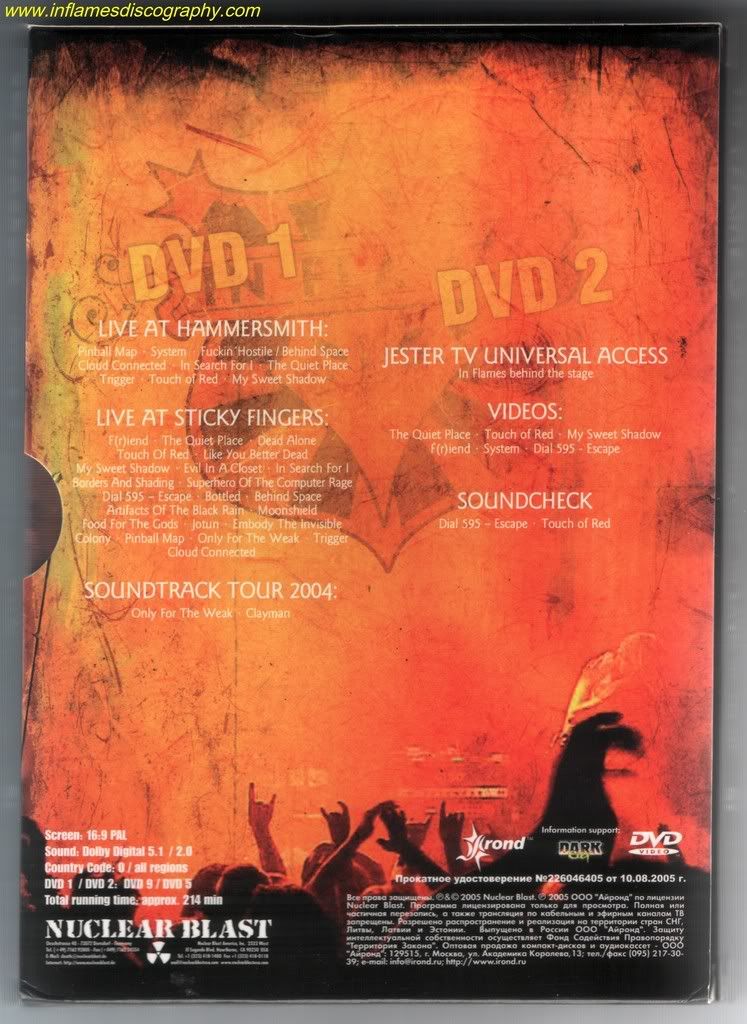 www.inflamesdiscography.com
DVD 1
LIVE AT HAMMERSMITH:
Pinball Map · System · Fuckin´Hostile / Behind Space
Cloud Connected · In Search For I · The Quiet Place
Trigger · Touch of Red · My Sweet Shadow
LIVE AT STICKY FINGERS:
F(r)iend · The Quiet Place · Dead Alone
Touch Of Red · Like You Better Dead
My Sweet Shadow · Evil In A Closet · In Search For I
Borders And Shading · Superhero Of The Computer Rage
Dial 595 – Escape · Bottled · Behind Space
Artifacts Of The Black Rain · Moonshield
Food For The Gods · Jotun · Embody The Invisible
Colony · Pinball Map · Only For The Weak · Trigger
Cloud Connected
SOUNDTRACK TOUR 2004:
Only For The Weak · Clayman
DVD 2
JESTER TV UNIVERSAL ACCESS
In Flames behind the stage
VIDEOS:
The Quiet Place · Touch of Red · My Sweet Shadow
F(r)iend · System · Dial 595 - Escape
SOUNDCHECK
Dial 595 – Escape · Touch of Red
Screen: 16:9 PAL
Sound: Dolby Digital 5.1 / 2.0
Country Code: 0 / all regions
DVD 1 / DVD 2: DVD 9 / DVD 5
Total running time: approx. 214 min
NUCLEAR BLAST
irond™
Information support:
DARK
DVD
VIDEO
Прокатное удостоверение №226046405 от 10.08.2005 г.
Все права защищены. ℗&© 2005 Nuclear Blast. ℗ 2005 ООО "Айронд" по лицензии
Nuclear Blast. Программа лицензирована только для просмотра. Полная или
частичная перезапись, а также трансляция по кабельным и эфирным каналам ТВ
запрещены. Разрешено распространение и реализация на территории стран СНГ,
Литвы, Латвии и Эстонии. Выпущено в России ООО "Айронд". Защиту
интеллектуальной собственности осуществляет Фонд Содействия Правопорядку
"Территория Закона". Оптовая продажа компакт-дисков и аудиокассет - ООО
"Айронд": 129515, г. Москва, ул. Академика Королева,13; тел./факс (095) 217-30-
39; e-mail: info@irond.ru; http://www.irond.ru